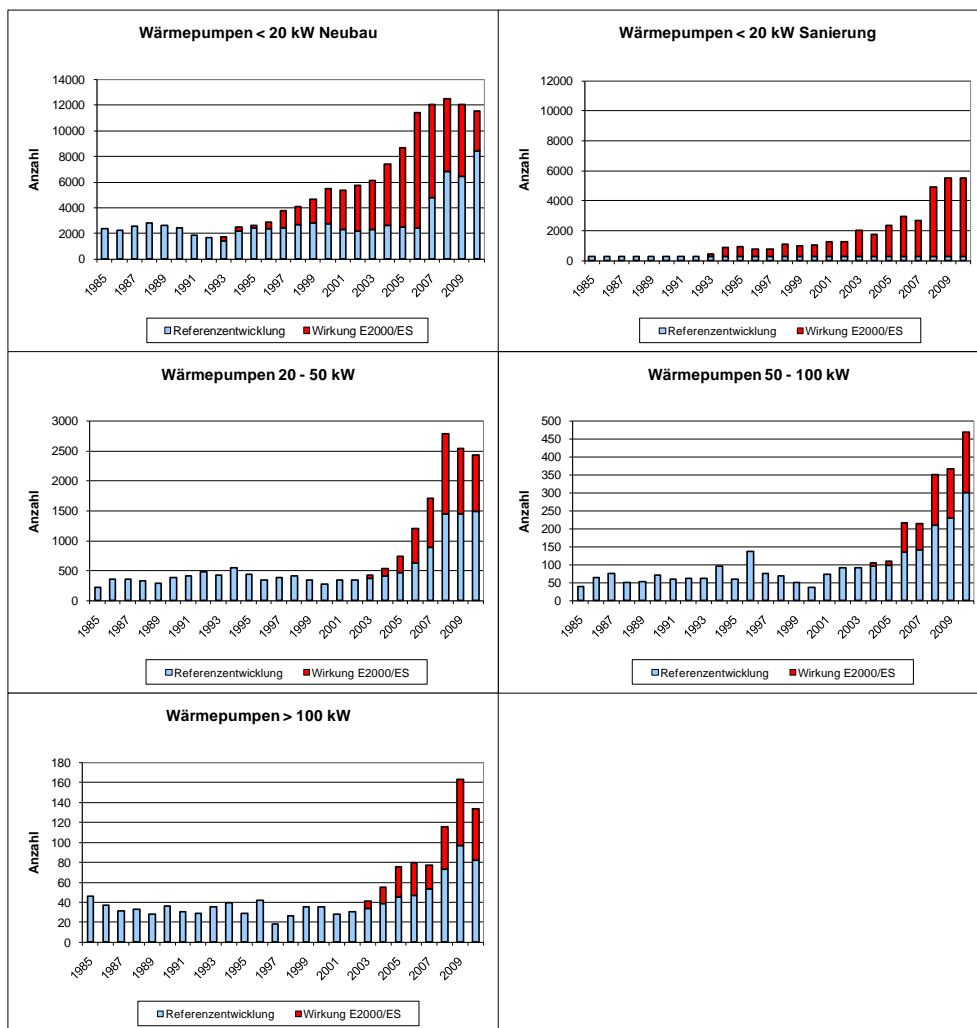 Wärmepumpen < 20 kW Neubau
Anzahl
14000
12000
10000
8000
6000
4000
2000
0
1985 1987 1989 1991 1993 1995 1997 1999 2001 2003 2005 2007 2009
Referenzentwicklung Wirkung E2000/ES
Wärmepumpen < 20 kW Sanierung
Anzahl
12000
10000
8000
6000
4000
2000
0
1985 1987 1989 1991 1993 1995 1997 1999 2001 2003 2005 2007 2009
Referenzentwicklung Wirkung E2000/ES
Wärmepumpen 20 - 50 kW
Anzahl
3000
2500
2000
1500
1000
500
0
1985 1987 1989 1991 1993 1995 1997 1999 2001 2003 2005 2007 2009
Referenzentwicklung Wirkung E2000/ES
Wärmepumpen 50 - 100 kW
Anzahl
500
450
400
350
300
250
200
150
100
50
0
1985 1987 1989 1991 1993 1995 1997 1999 2001 2003 2005 2007 2009
Referenzentwicklung Wirkung E2000/ES
Wärmepumpen > 100 kW
Anzahl
180
160
140
120
100
80
60
40
20
0
1985 1987 1989 1991 1993 1995 1997 1999 2001 2003 2005 2007 2009
Referenzentwicklung Wirkung E2000/ES